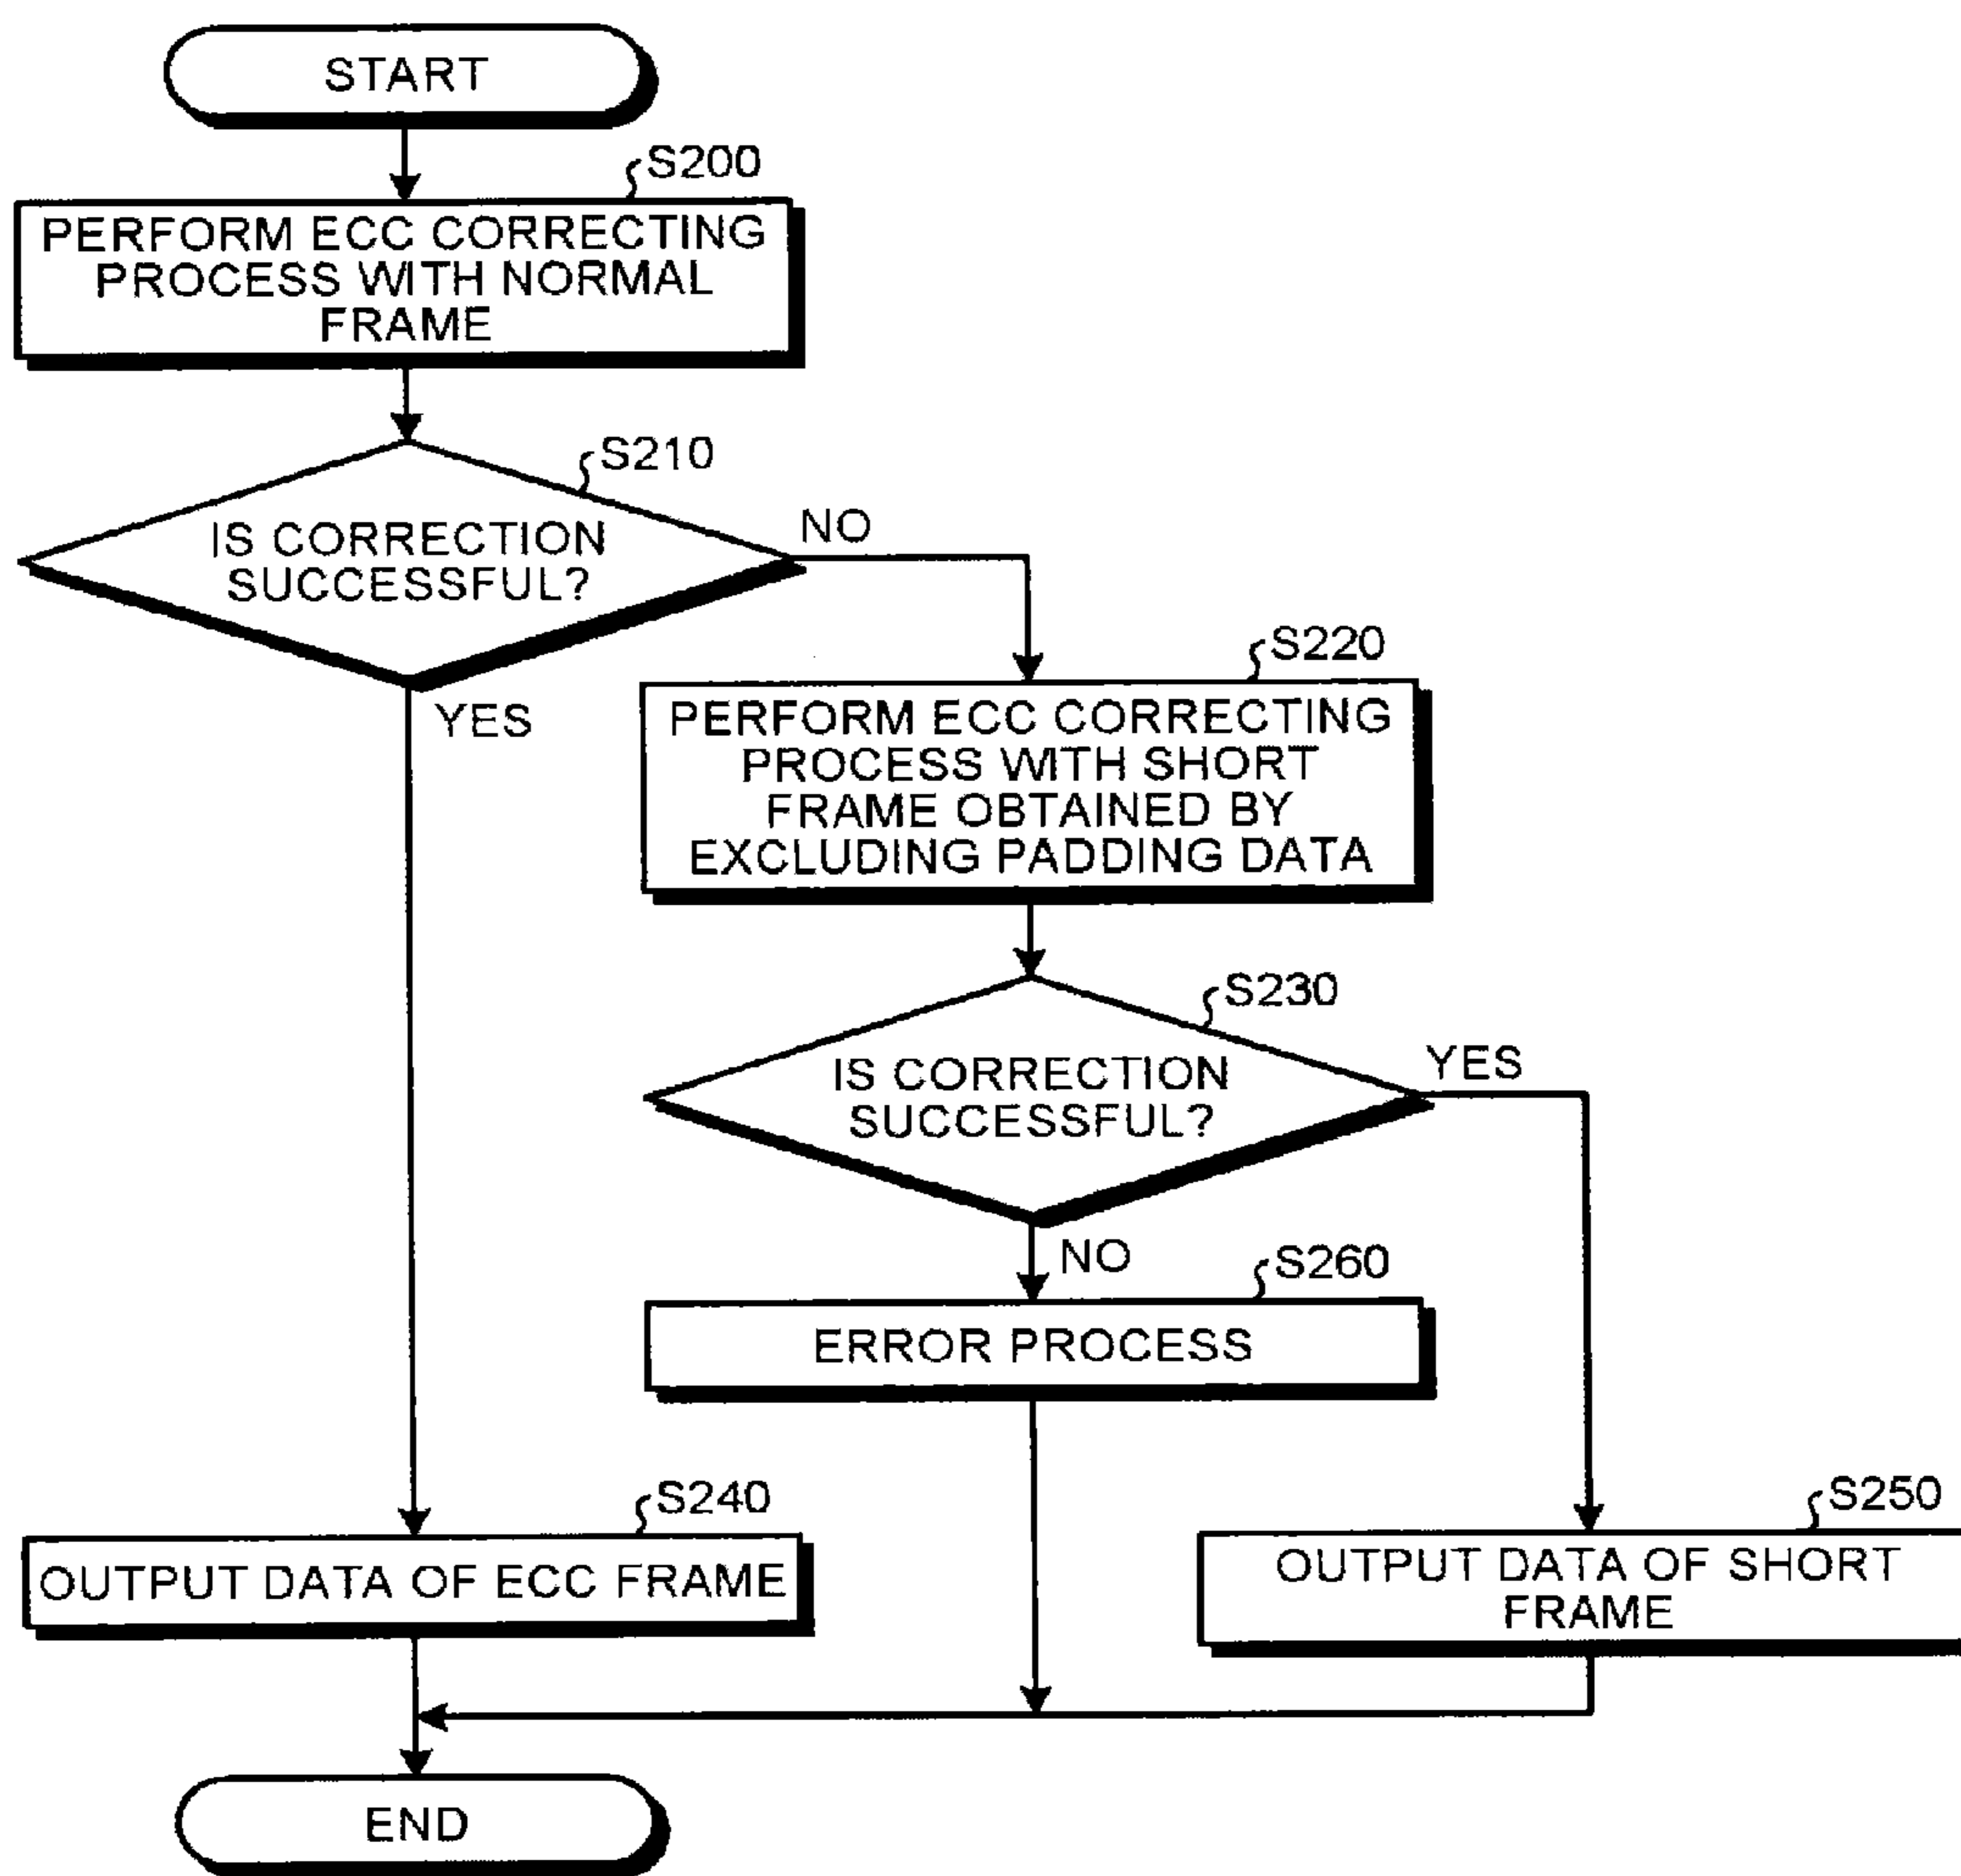 START
S200
PERFORM ECC CORRECTING
PROCESS WITH NORMAL
FRAME
S210
IS CORRECTION
SUCCESSFUL?
NO
YES
S220
PERFORM ECC CORRECTING
PROCESS WITH SHORT
FRAME OBTAINED BY
EXCLUDING PADDING DATA
S230
IS CORRECTION
SUCCESSFUL?
YES
NO
S260
ERROR PROCESS
S240
OUTPUT DATA OF ECC FRAME
S250
OUTPUT DATA OF SHORT
FRAME
END